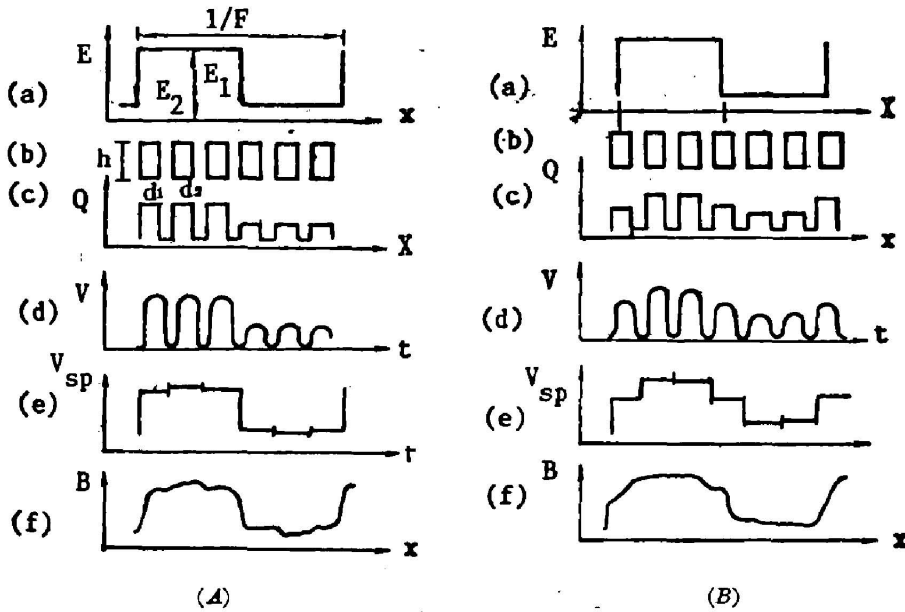 1/F
E
E1
E2
(a)
x
(b)
h
(c)
Q
d1 d2
X
(d)
V
t
(e)
Vsp
t
(f)
B
x
(A)
E
(a)
X
(b)
Q
(c)
x
V
(d)
t
Vsp
(e)
B
(f)
x
(B)